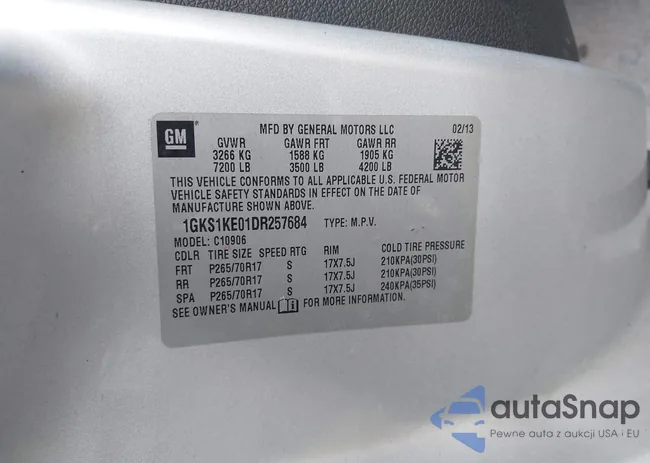 GM ®
MFD BY GENERAL MOTORS LLC 02/13
GVWR GAWR FRT GAWR RR
3266 KG 1588 KG 1905 KG
7200 LB 3500 LB 4200 LB
THIS VEHICLE CONFORMS TO ALL APPLICABLE U.S. FEDERAL MOTOR
VEHICLE SAFETY STANDARDS IN EFFECT ON THE DATE OF
MANUFACTURE SHOWN ABOVE.
1GKS1KE01DR257684 TYPE: M.P.V.
MODEL: C10906
CDLR TIRE SIZE SPEED RTG RIM COLD TIRE PRESSURE
FRT P265/70R17 S 17X7.5J 210KPA(30PSI)
RR P265/70R17 S 17X7.5J 210KPA(30PSI)
SPA P265/70R17 S 17X7.5J 240KPA(35PSI)
SEE OWNER'S MANUAL FOR MORE INFORMATION.
autaSnap
Pewne auta z aukcji USA i EU